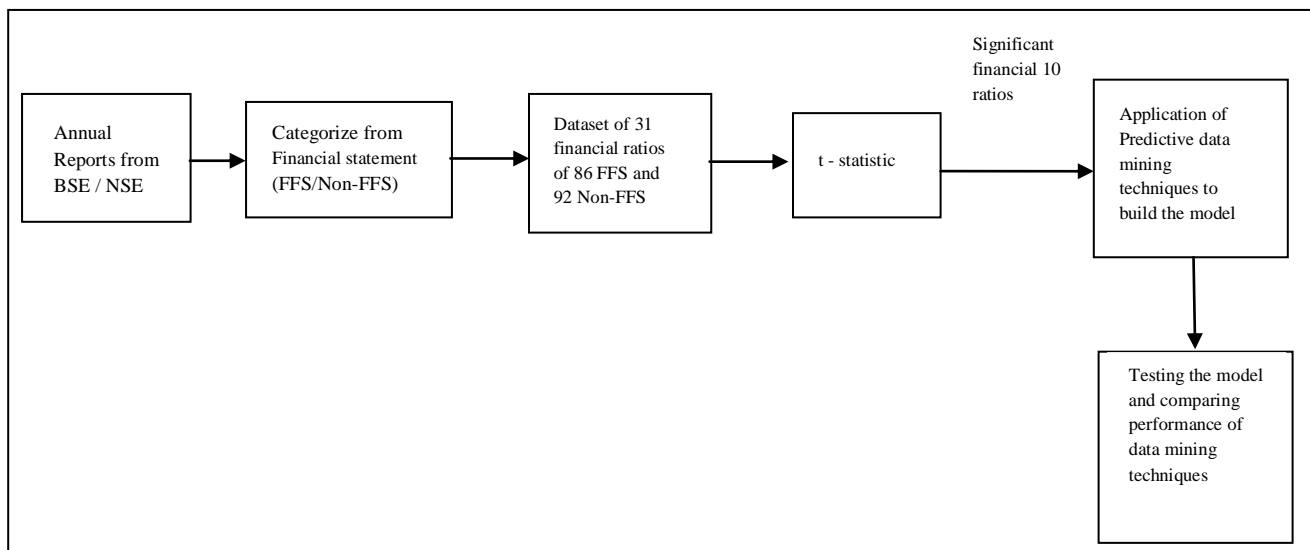 Annual
Reports from
BSE / NSE
Categorize from
Financial statement
(FFS/Non-FFS)
Dataset of 31
financial ratios
of 86 FFS and
92 Non-FFS
t - statistic
Significant
financial 10
ratios
Application of
Predictive data
mining
techniques to
build the model
Testing the model
and comparing
performance of
data mining
techniques